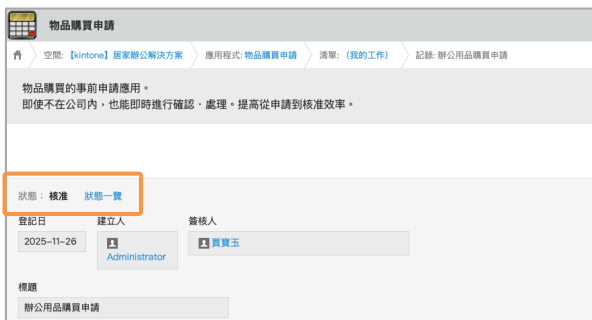 物品購買申請
空間: 【kintone】居家辦公解決方案 應用程式: 物品購買申請 清單: (我的工作) 記錄: 辦公用品購買申請
物品購買的事前申請應用。
即使不在公司內，也能即時進行確認・處理。提高從申請到核准效率。
狀態： 核准 狀態一覽
登記日 建立人 簽核人
2025-11-26 Administrator 賈寶玉
標題
辦公用品購買申請